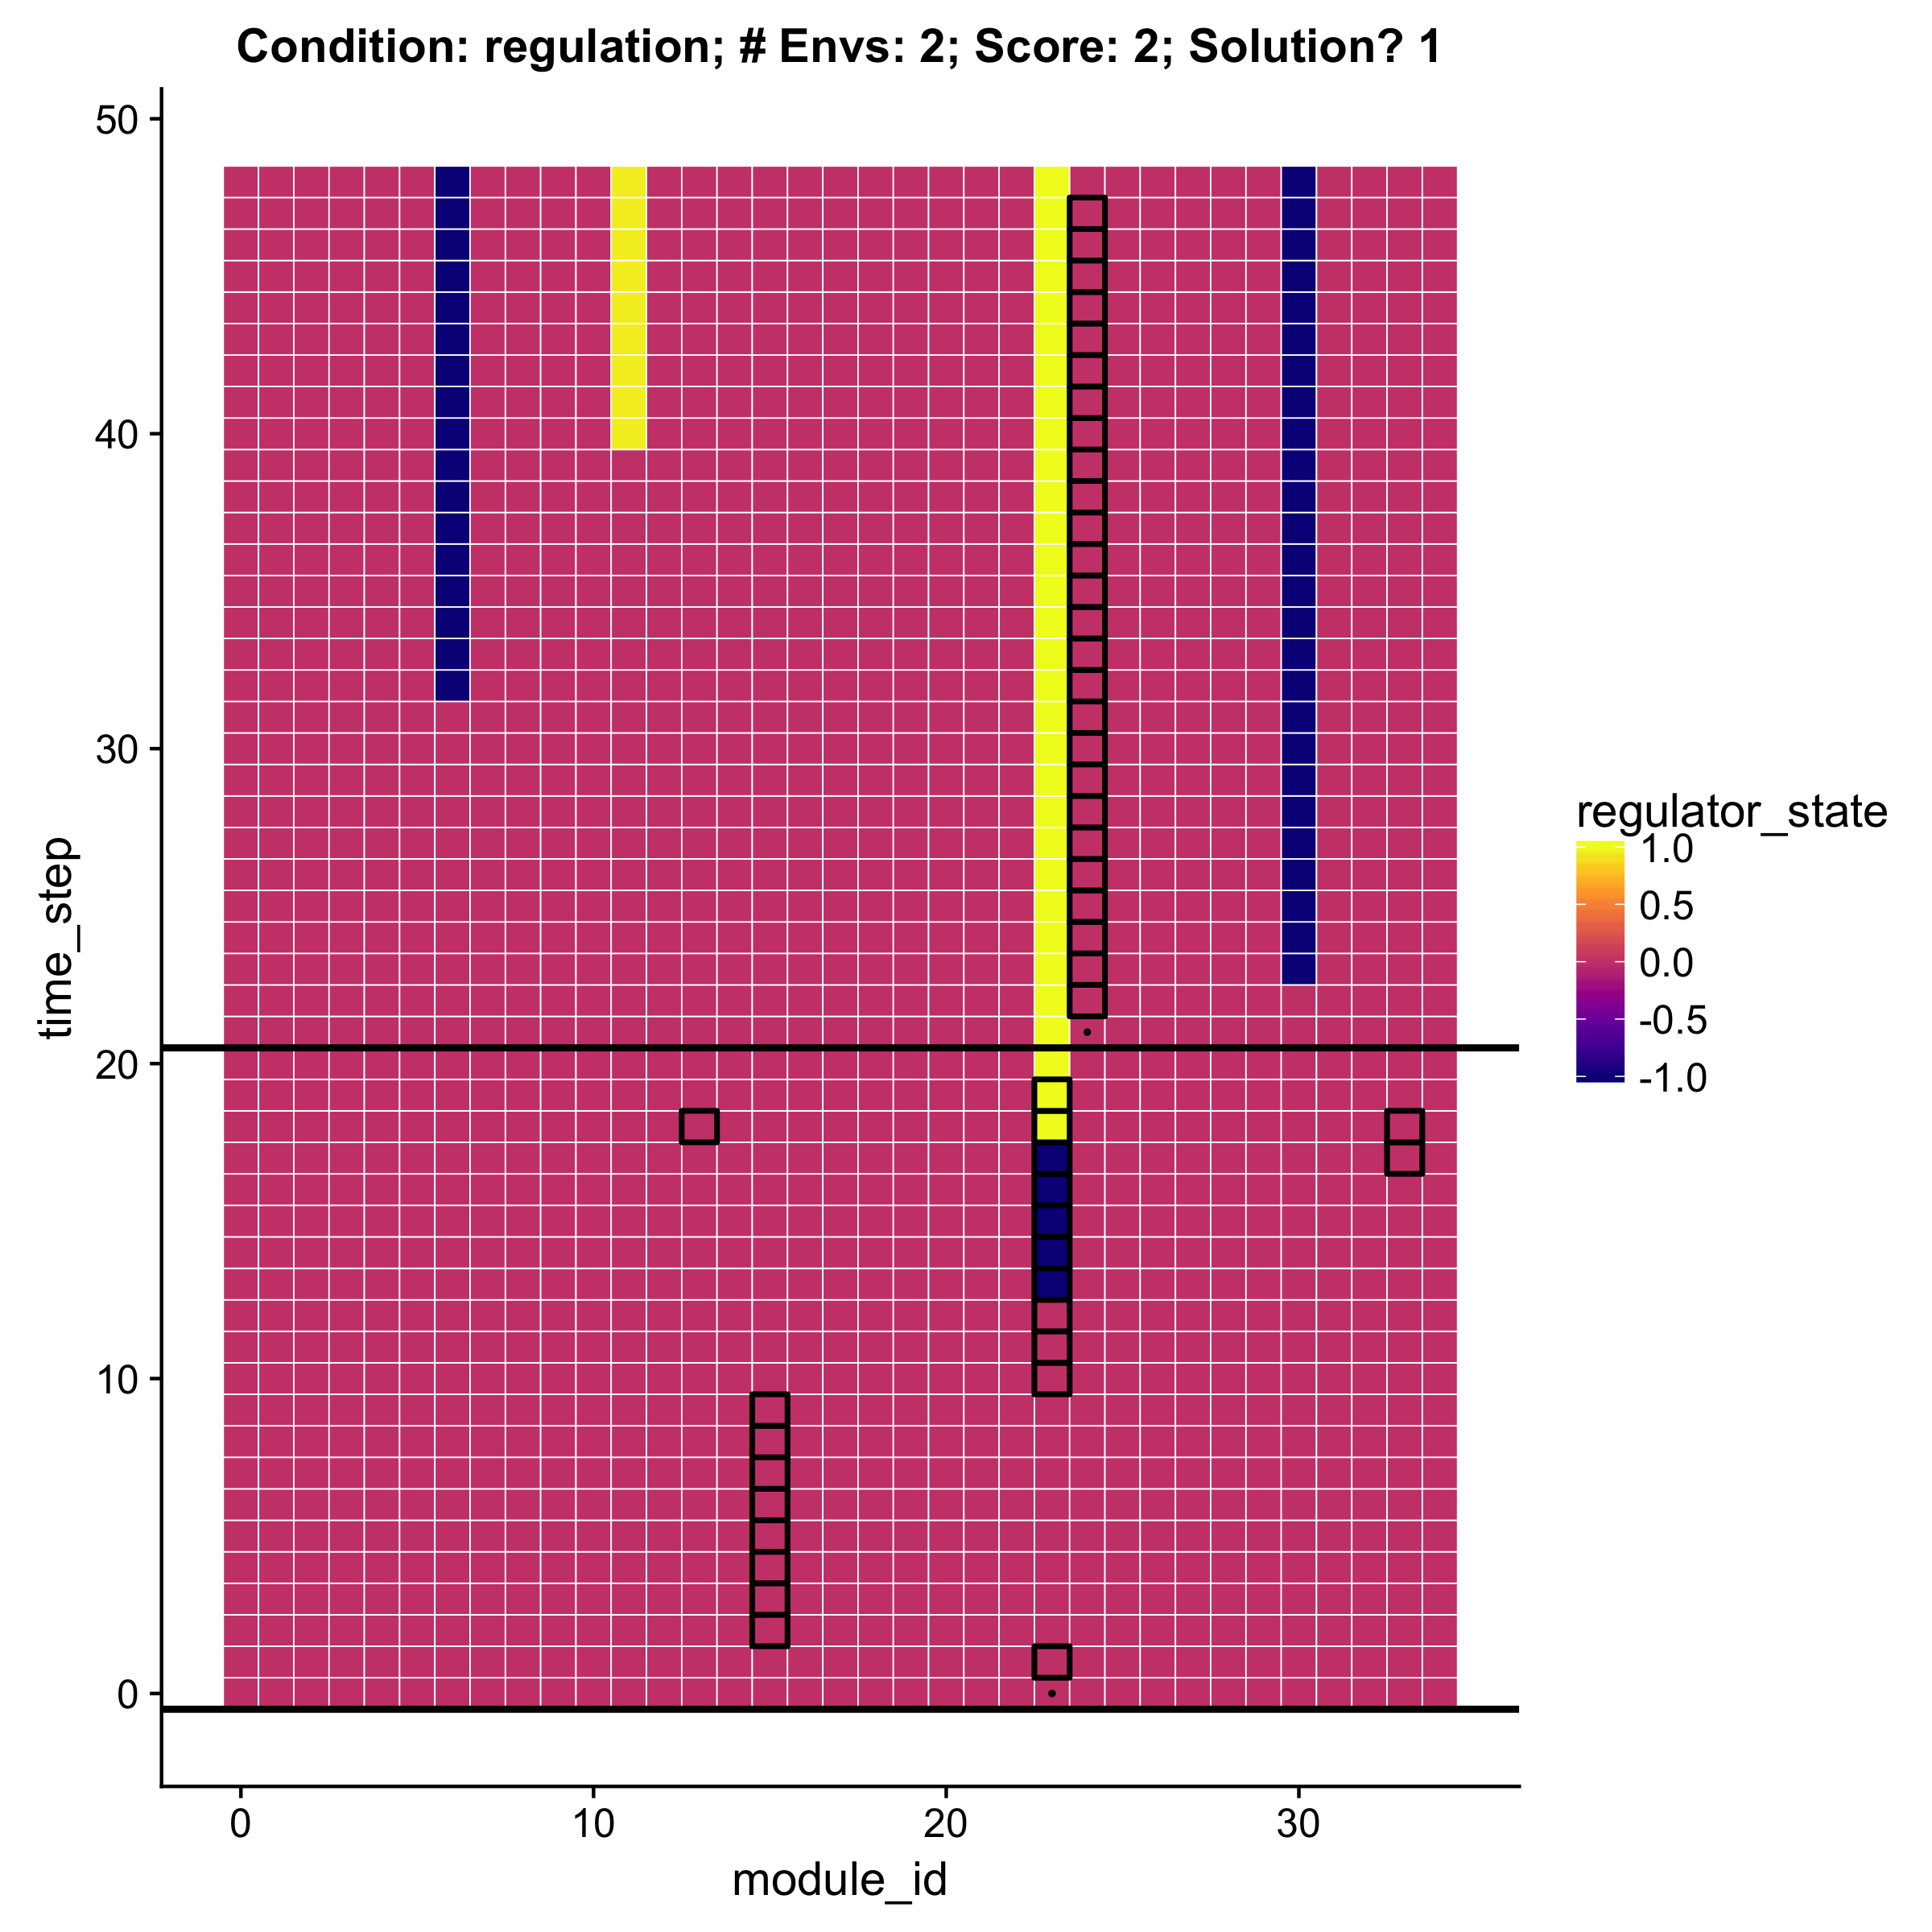 Condition: regulation; # Envs: 2; Score: 2; Solution? 1
50
40
30
20
10
0
time_step
0 10 20 30
module_id
regulator_state
1.0
0.5
0.0
-0.5
-1.0